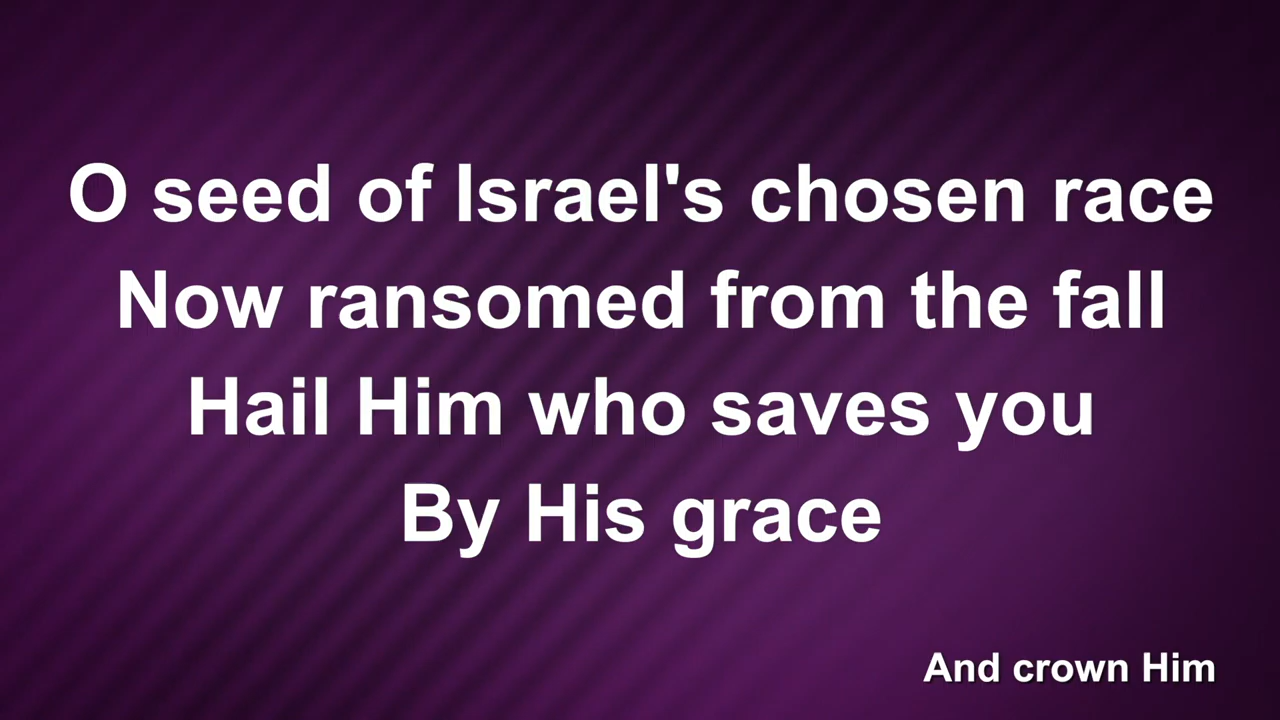 O seed of Israel's chosen race
Now ransomed from the fall
Hail Him who saves you
By His grace
And crown Him